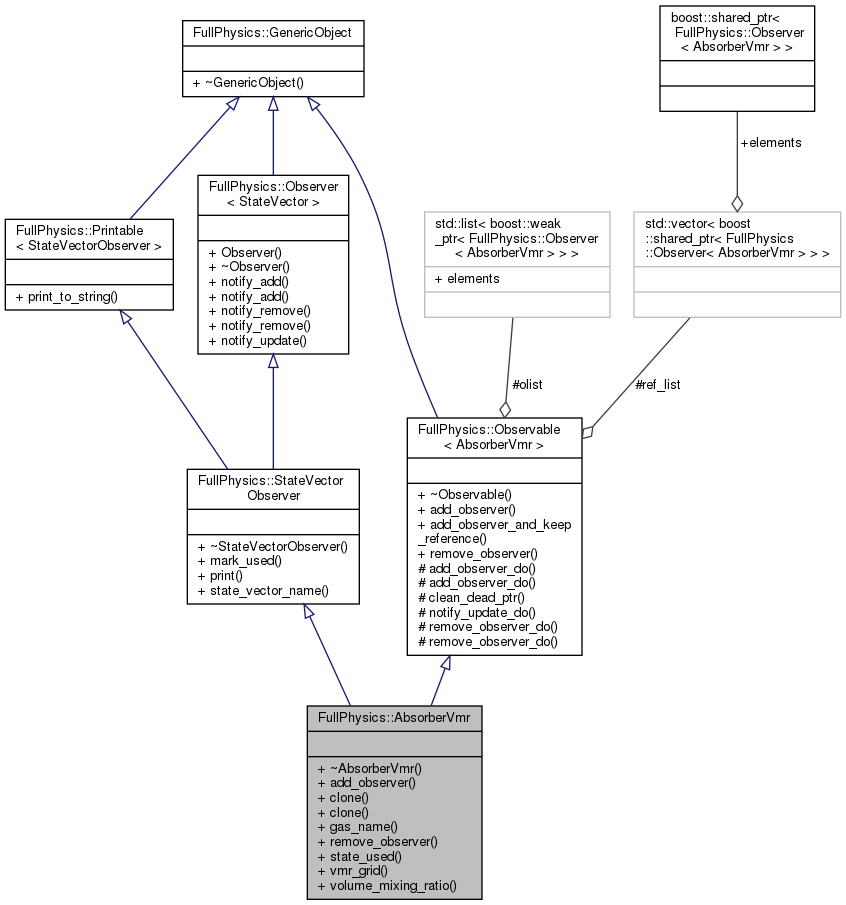 FullPhysics::GenericObject
+ ~GenericObject()
boost::shared_ptr<
FullPhysics::Observer
< AbsorberVmr > >
+elements
FullPhysics::Printable
< StateVectorObserver >
+ print_to_string()
FullPhysics::Observer
< StateVector >
+ Observer()
+ ~Observer()
+ notify_add()
+ notify_add()
+ notify_remove()
+ notify_remove()
+ notify_update()
std::list< boost::weak
_ptr< FullPhysics::Observer
< AbsorberVmr > > >
+ elements
std::vector< boost
::shared_ptr< FullPhysics
::Observer< AbsorberVmr > > >
#olist
#ref_list
FullPhysics::StateVector
Observer
+ ~StateVectorObserver()
+ mark_used()
+ print()
+ state_vector_name()
FullPhysics::Observable
< AbsorberVmr >
+ ~Observable()
+ add_observer()
+ add_observer_and_keep
_reference()
+ remove_observer()
# add_observer_do()
# add_observer_do()
# clean_dead_ptr()
# notify_update_do()
# remove_observer_do()
# remove_observer_do()
FullPhysics::AbsorberVmr
+ ~AbsorberVmr()
+ add_observer()
+ clone()
+ clone()
+ gas_name()
+ remove_observer()
+ state_used()
+ vmr_grid()
+ volume_mixing_ratio()